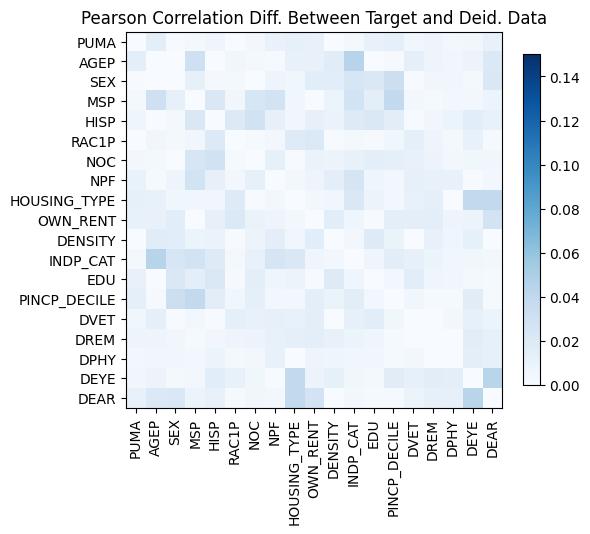 Pearson Correlation Diff. Between Target and Deid. Data
PUMA
AGEP
SEX
MSP
HISP
RAC1P
NOC
NPF
HOUSING_TYPE
OWN_RENT
DENSITY
INDP_CAT
EDU
PINCP_DECILE
DVET
DREM
DPHY
DEYE
DEAR
PUMA
AGEP
SEX
MSP
HISP
RAC1P
NOC
NPF
HOUSING_TYPE
OWN_RENT
DENSITY
INDP_CAT
EDU
PINCP_DECILE
DVET
DREM
DPHY
DEYE
DEAR
0.14
0.12
0.10
0.08
0.06
0.04
0.02
0.00